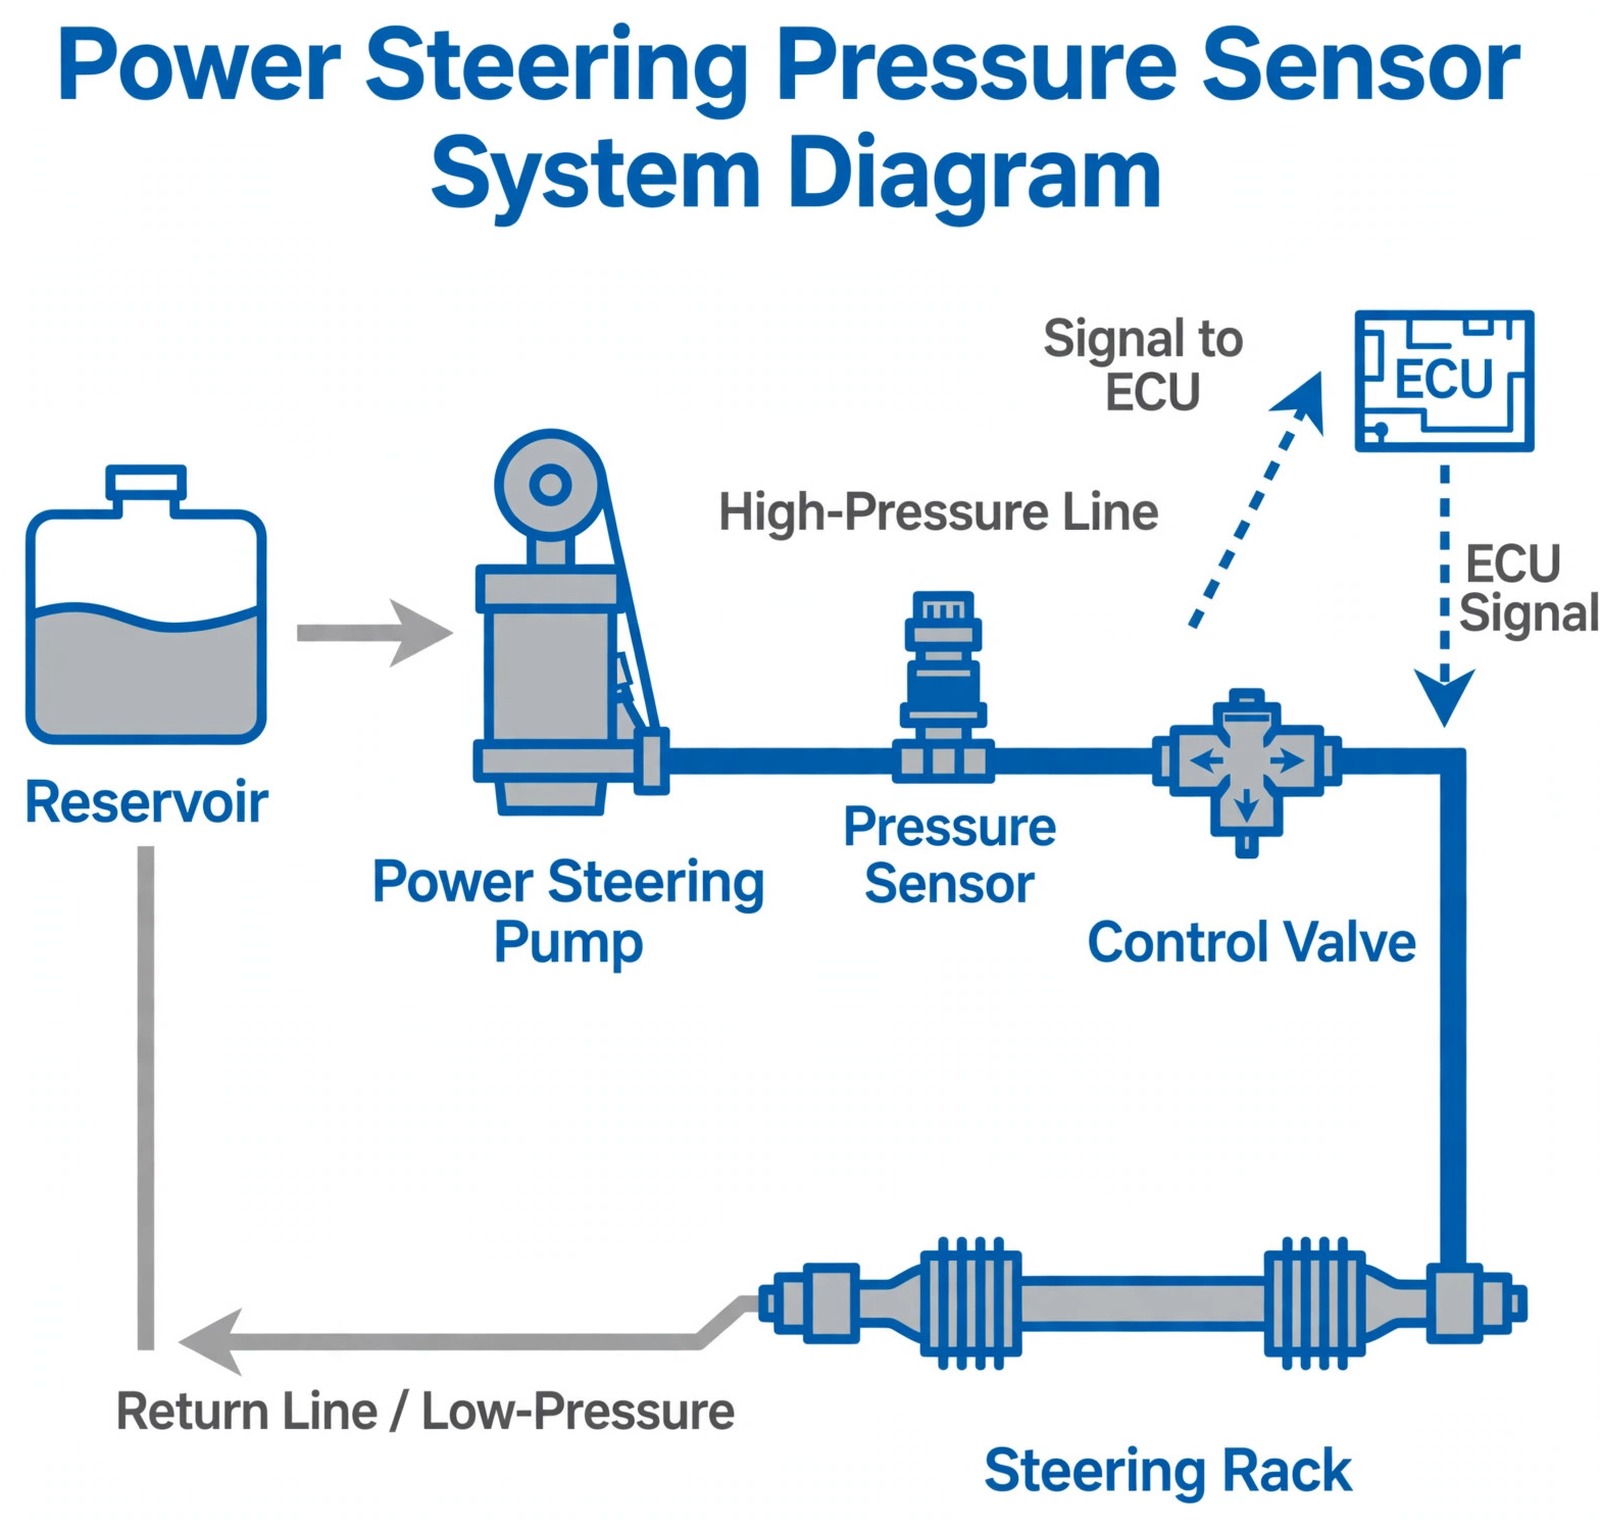 Power Steering Pressure Sensor
System Diagram
Signal to
ECU
ECU
High-Pressure Line
ECU
Signal
Reservoir
Pressure
Sensor
Power Steering
Pump
Control Valve
Return Line / Low-Pressure
Steering Rack